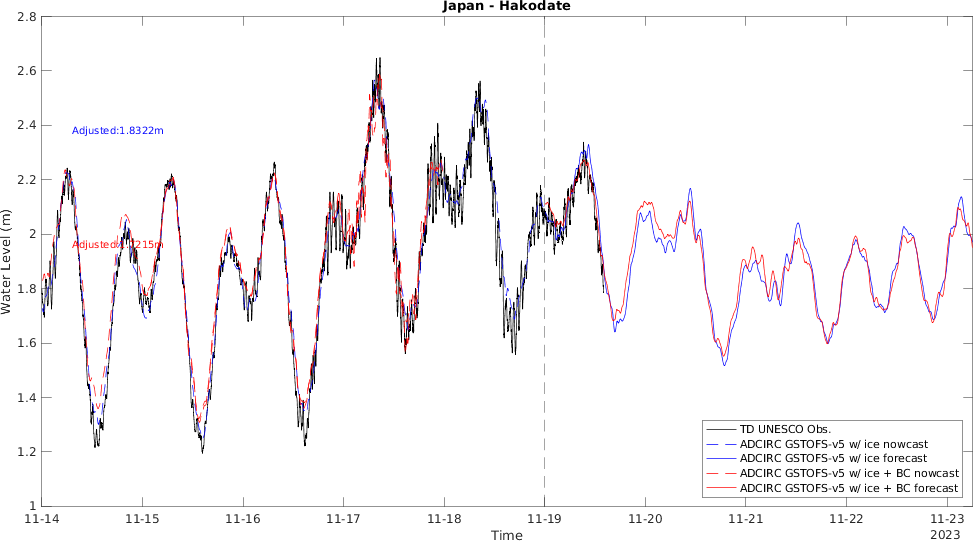 Japan - Hakodate
Water Level (m)
2.8
2.6
2.4
2.2
2
1.8
1.6
1.4
1.2
1
Adjusted:1.8322m
TD UNESCO Obs.
ADCIRC GSTOFS-v5 w/ ice nowcast
ADCIRC GSTOFS-v5 w/ ice forecast
ADCIRC GSTOFS-v5 w/ ice + BC nowcast
ADCIRC GSTOFS-v5 w/ ice + BC forecast
11-14 11-15 11-16 11-17 11-18 11-19 11-20 11-21 11-22 11-23
Time
2023